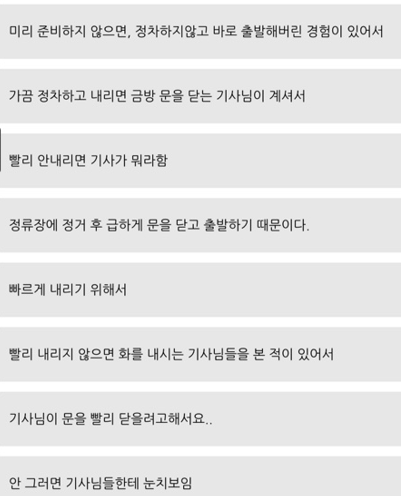 미리 준비하지 않으면, 정차하지않고 바로 출발해버린 경험이 있어서
가끔 정차하고 내리면 금방 문을 닫는 기사님이 계셔서
빨리 안내리면 기사가 뭐라함
정류장에 정거 후 급하게 문을 닫고 출발하기 때문이다.
빠르게 내리기 위해서
빨리 내리지 않으면 화를 내시는 기사님들을 본 적이 있어서
기사님이 문을 빨리 닫을려고해서요..
안 그러면 기사님들한테 눈치보임